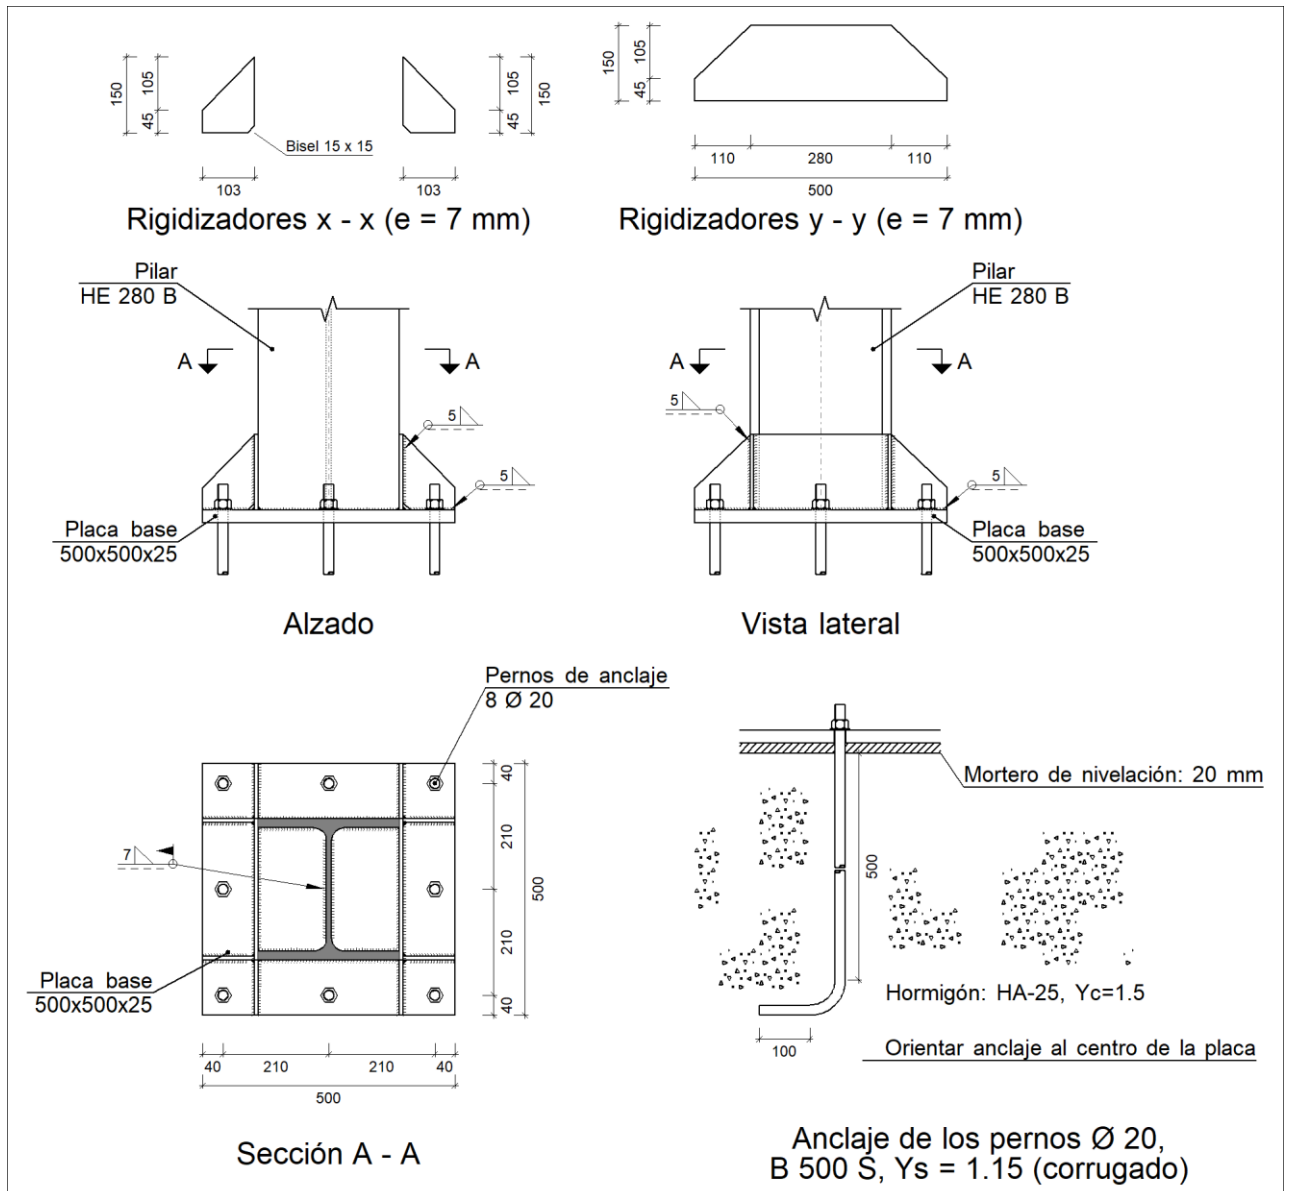 150
105
45
105
45
150
Bisel 15 x 15
103
103
Rigidizadores x - x (e = 7 mm)
150
105
45
110
280
110
500
Rigidizadores y - y (e = 7 mm)
Pilar
HE 280 B
A
A
5
5
Placa base
500x500x25
Alzado
Pilar
HE 280 B
A
A
5
5
Placa base
500x500x25
Vista lateral
Pernos de anclaje
8 Ø 20
7
Placa base
500x500x25
40
210
210
40
500
40
210
210
40
500
Sección A - A
Mortero de nivelación: 20 mm
500
Hormigón: HA-25, Yc=1.5
100
Orientar anclaje al centro de la placa
Anclaje de los pernos Ø 20,
B 500 S, Ys = 1.15 (corrugado)